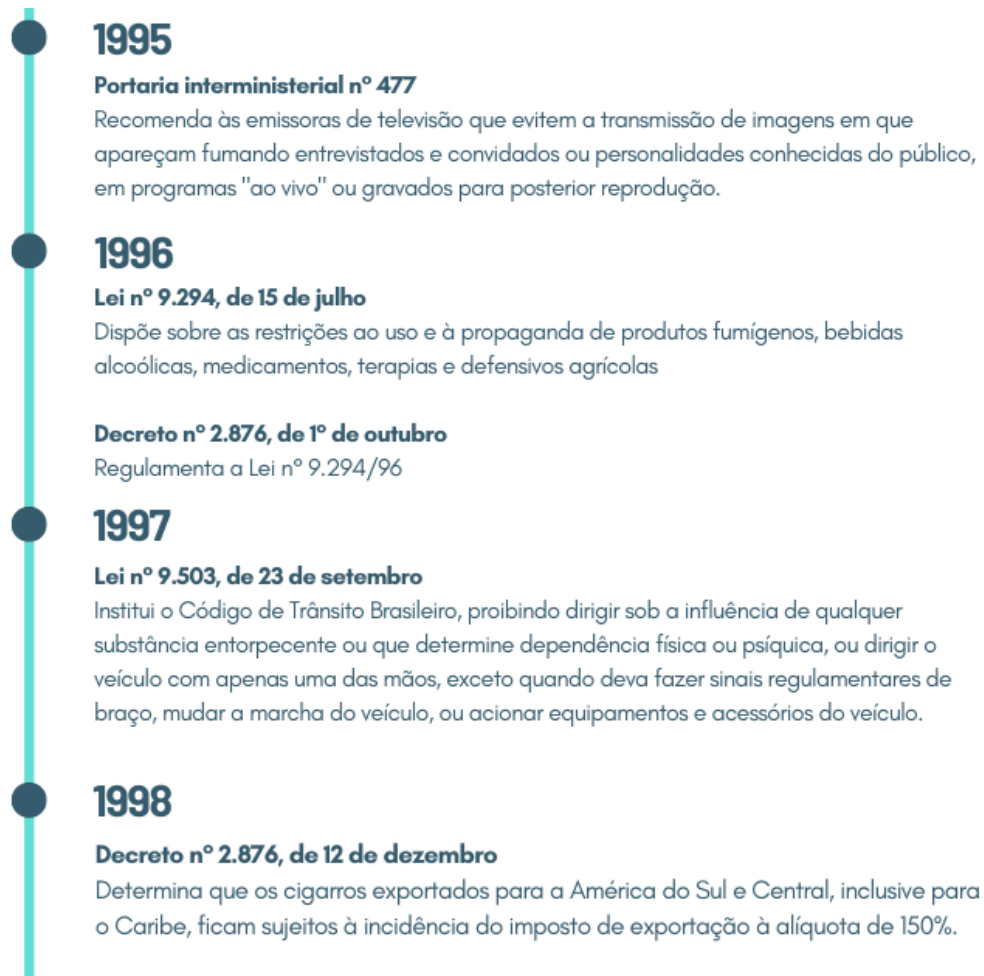 1995
Portaria interministerial nº 477
Recomenda às emissoras de televisão que evitem a transmissão de imagens em que
apareçam fumando entrevistados e convidados ou personalidades conhecidas do público,
em programas "ao vivo" ou gravados para posterior reprodução.
1996
Lei nº 9.294, de 15 de julho
Dispõe sobre as restrições ao uso e à propaganda de produtos fumígenos, bebidas
alcoólicas, medicamentos, terapias e defensivos agrícolas
Decreto nº 2.876, de 1º de outubro
Regulamenta a Lei nº 9.294/96
1997
Lei nº 9.503, de 23 de setembro
Institui o Código de Trânsito Brasileiro, proibindo dirigir sob a influência de qualquer
substância entorpecente ou que determine dependência física ou psíquica, ou dirigir o
veículo com apenas uma das mãos, exceto quando deva fazer sinais regulamentares de
braço, mudar a marcha do veículo, ou acionar equipamentos e acessórios do veículo.
1998
Decreto nº 2.876, de 12 de dezembro
Determina que os cigarros exportados para a América do Sul e Central, inclusive para
o Caribe, ficam sujeitos à incidência do imposto de exportação à alíquota de 150%.